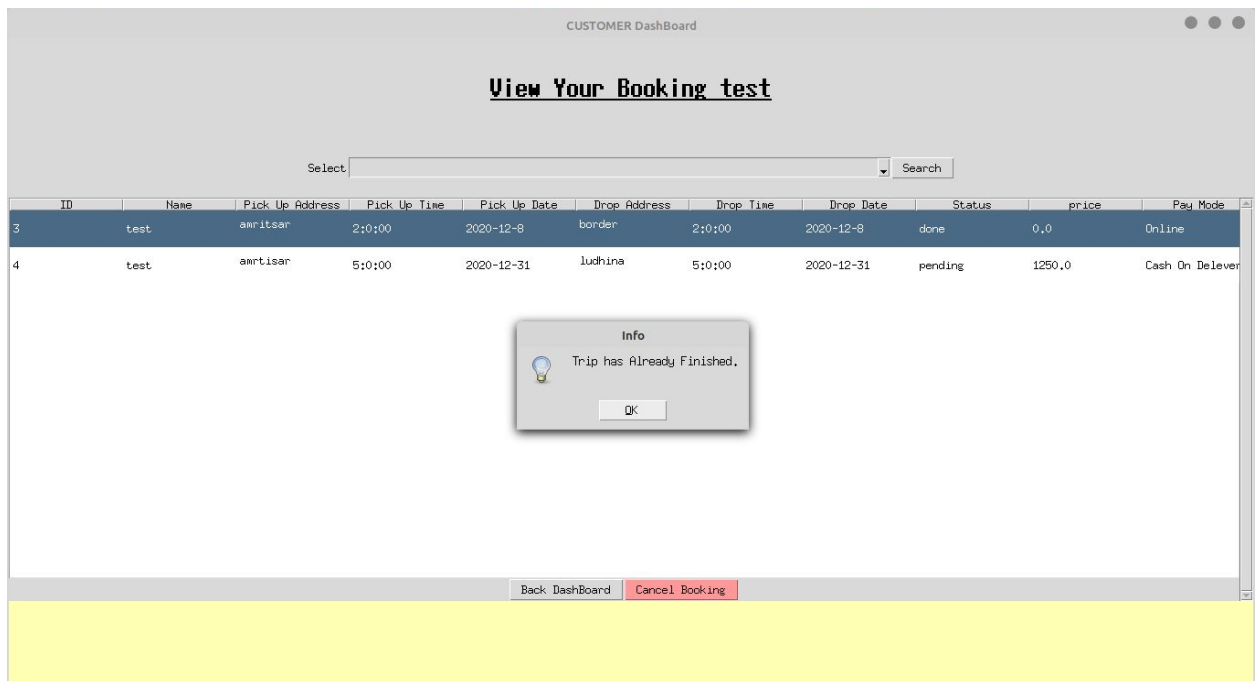 CUSTOMER DashBoard
View Your Booking test
Select Search
ID Name Pick Up Address Pick Up Time Pick Up Date Drop Address Drop Time Drop Date Status price Pay Mode
3 test amritsar 2:0:00 2020-12-8 border 2:0:00 2020-12-8 done 0.0 Online
4 test amrtisar 5:0:00 2020-12-31 ludhina 5:0:00 2020-12-31 pending 1250.0 Cash On Delever
Info
Trip has Already Finished.
OK
Back DashBoard Cancel Booking